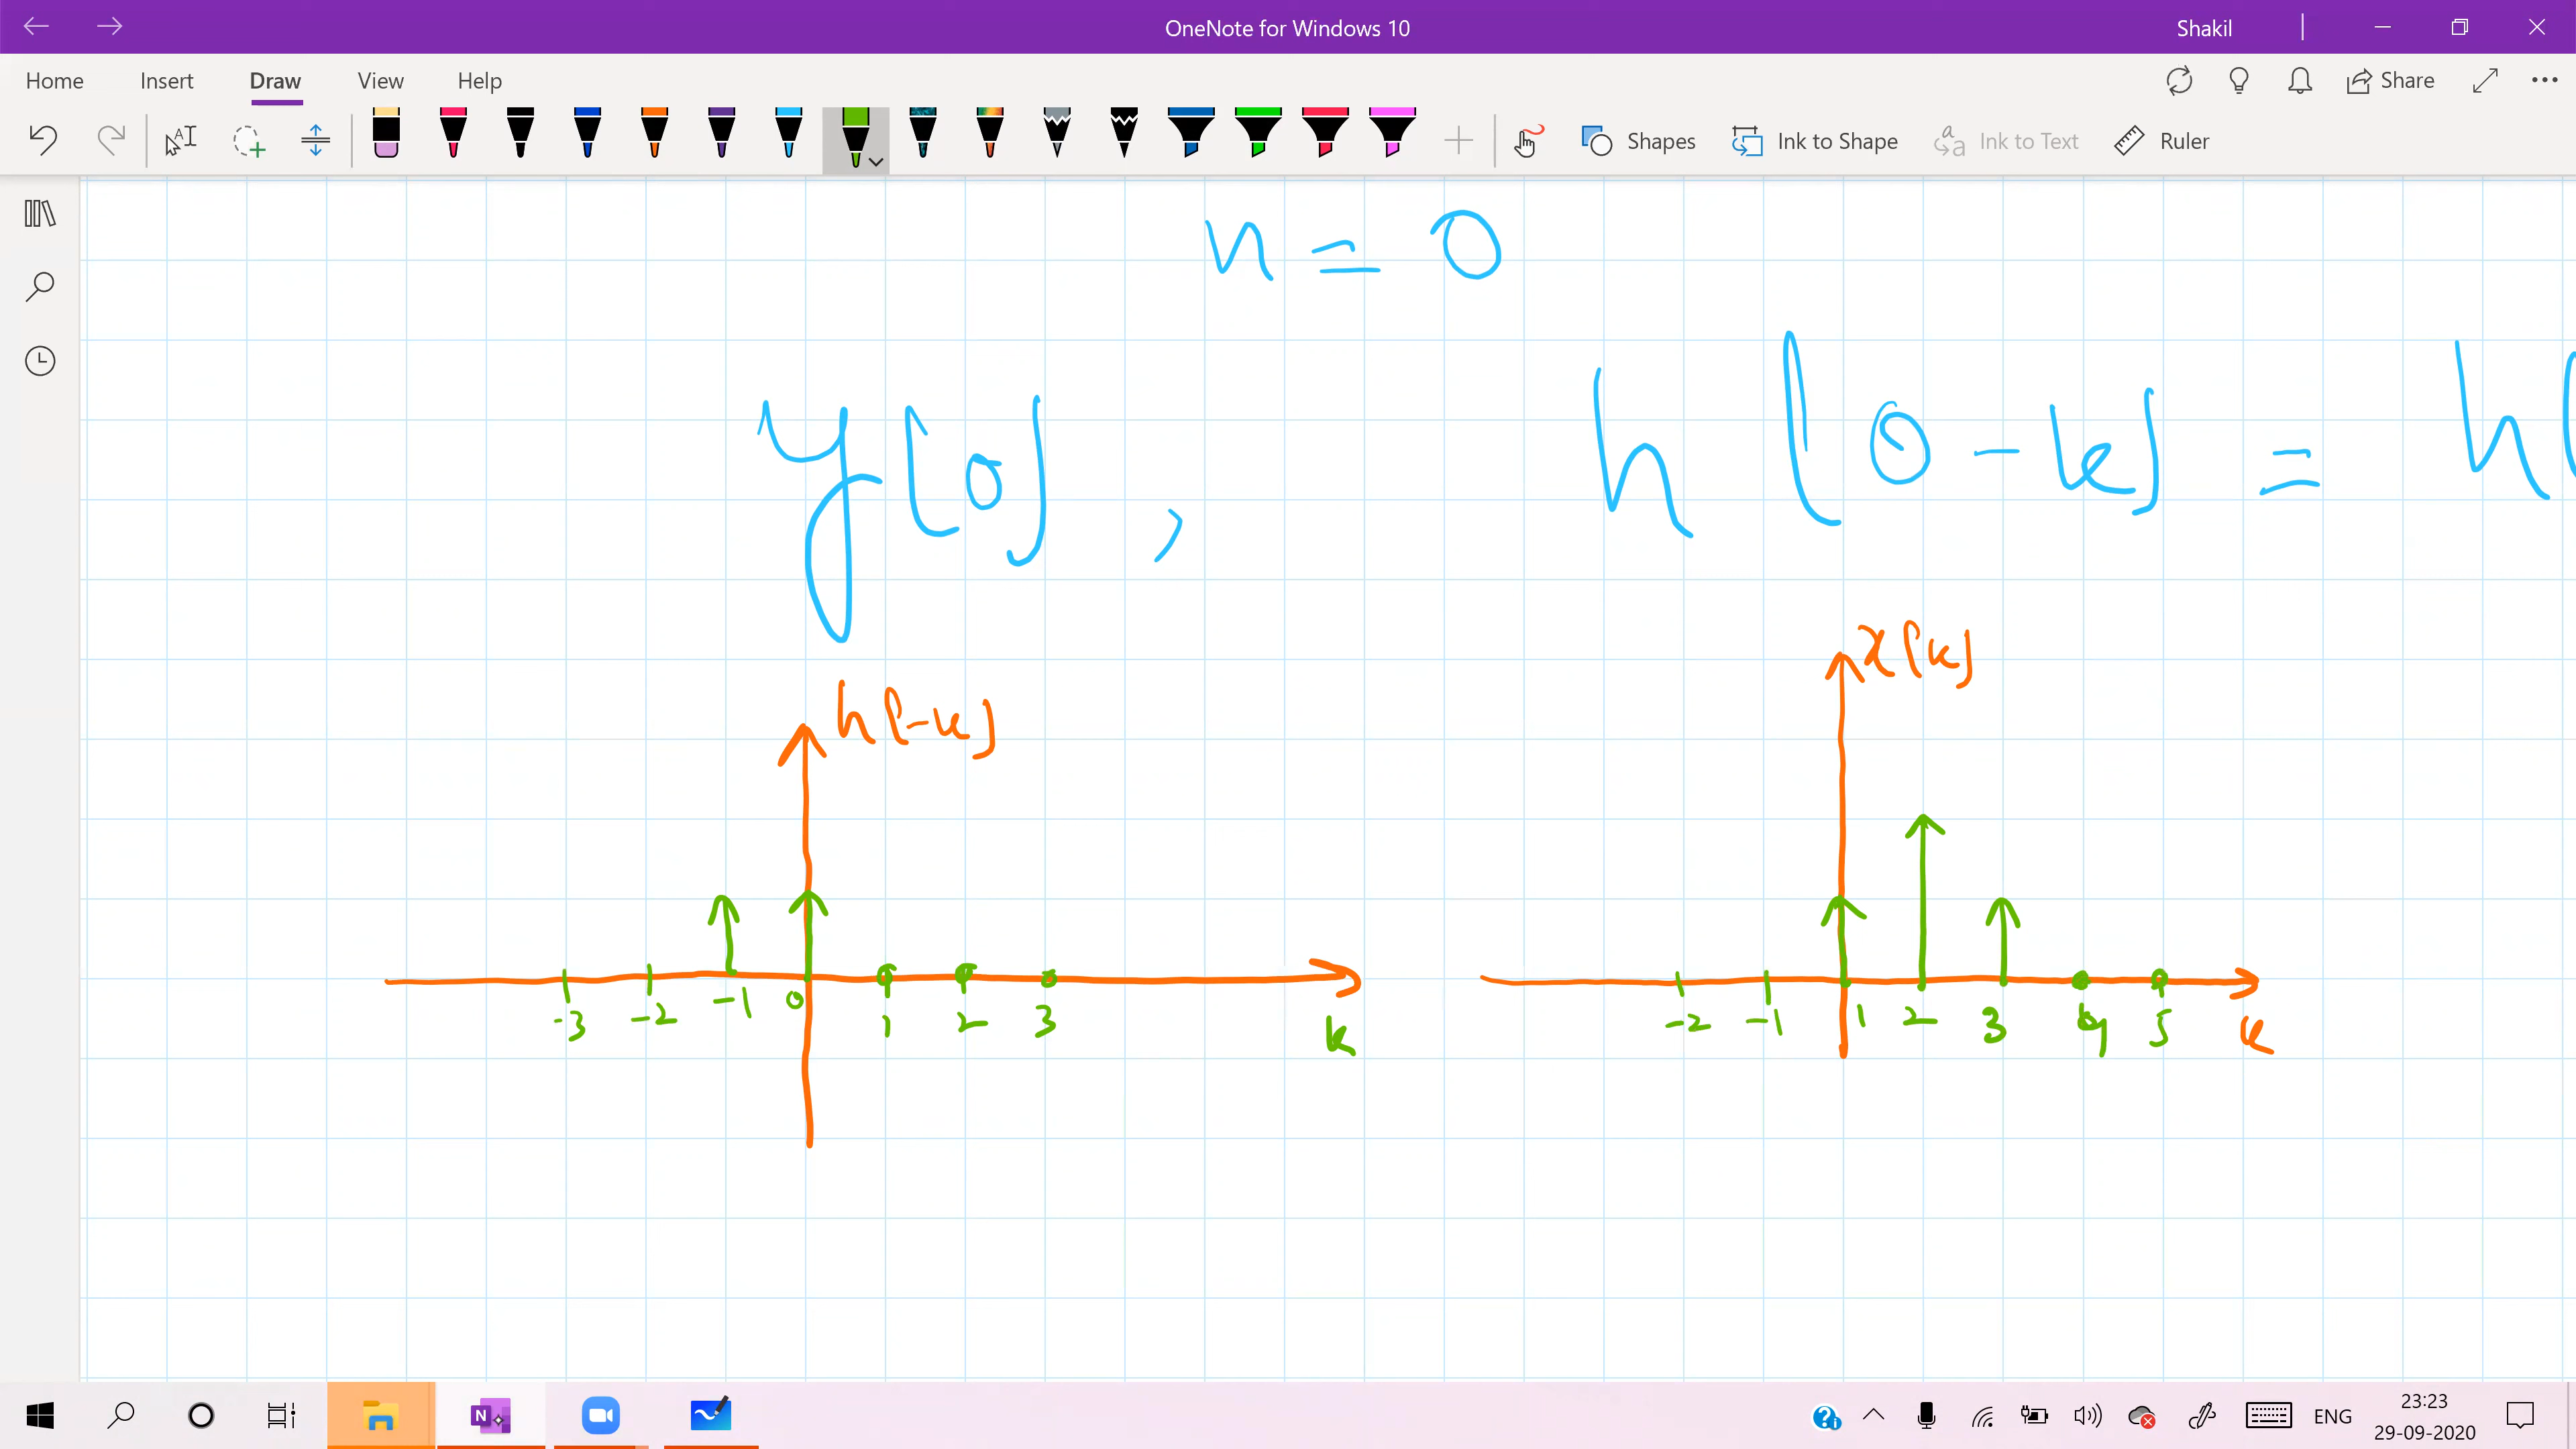 OneNote for Windows 10 Shakil
Home Insert Draw View Help Share
Shapes Ink to Shape Ink to Text Ruler
n = 0
y[0], h[0-k] = h[
h[-k] x[k]
-3 -2 -1 0 1 2 3 k
-2 -1 1 2 3 4 5 k
ENG 23:23
29-09-2020